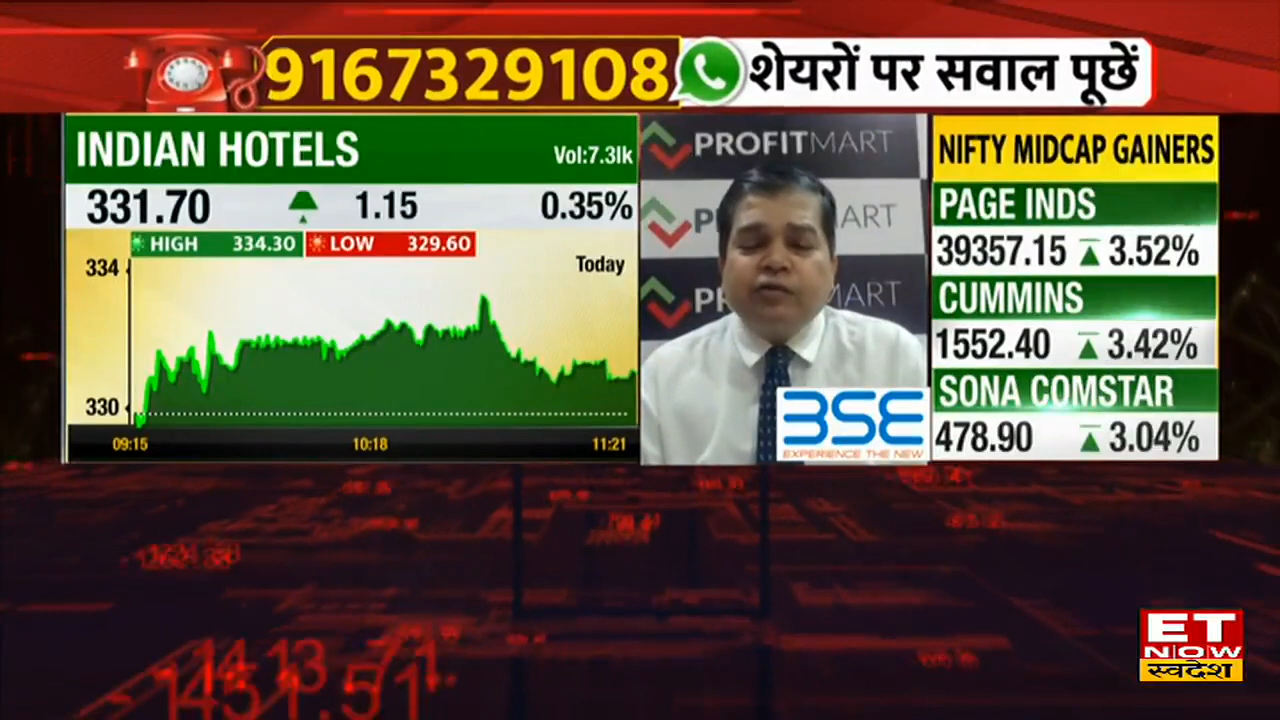 9167329108 शेयरों पर सवाल पूछें
INDIAN HOTELS Vol:7.3lk
331.70 1.15 0.35%
HIGH 334.30 LOW 329.60
Today
334
330
09:15 10:18 11:21
PROFITMART
BSE
EXPERIENCE THE NEW
NIFTY MIDCAP GAINERS
PAGE INDS
39357.15 3.52%
CUMMINS
1552.40 3.42%
SONA COMSTAR
478.90 3.04%
ET
NOW
स्वदेश